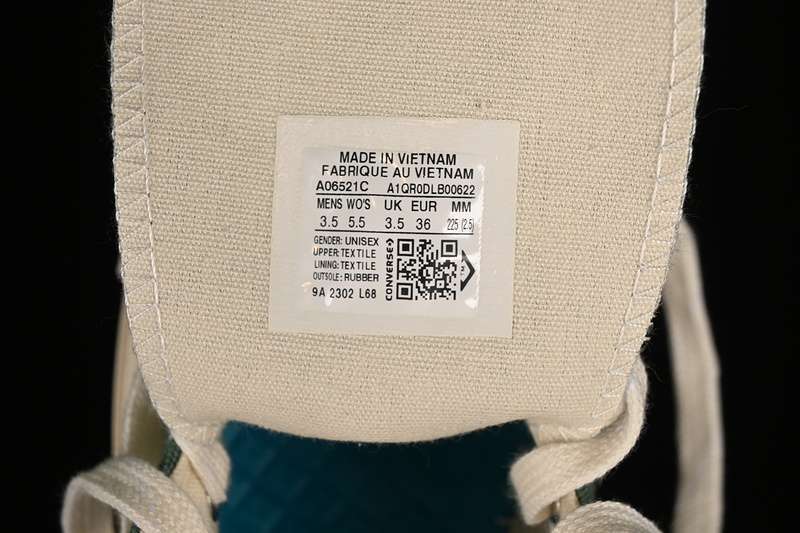 MADE IN VIETNAM
FABRIQUE AU VIETNAM
A06521C A1QR0DLB00622
MENS WO'S UK EUR MM
3.5 5.5 3.5 36 225 (2.5)
GENDER: UNISEX
UPPER: TEXTILE
LINING: TEXTILE
OUTSOLE: RUBBER
9A 2302 L68
CONVERSE